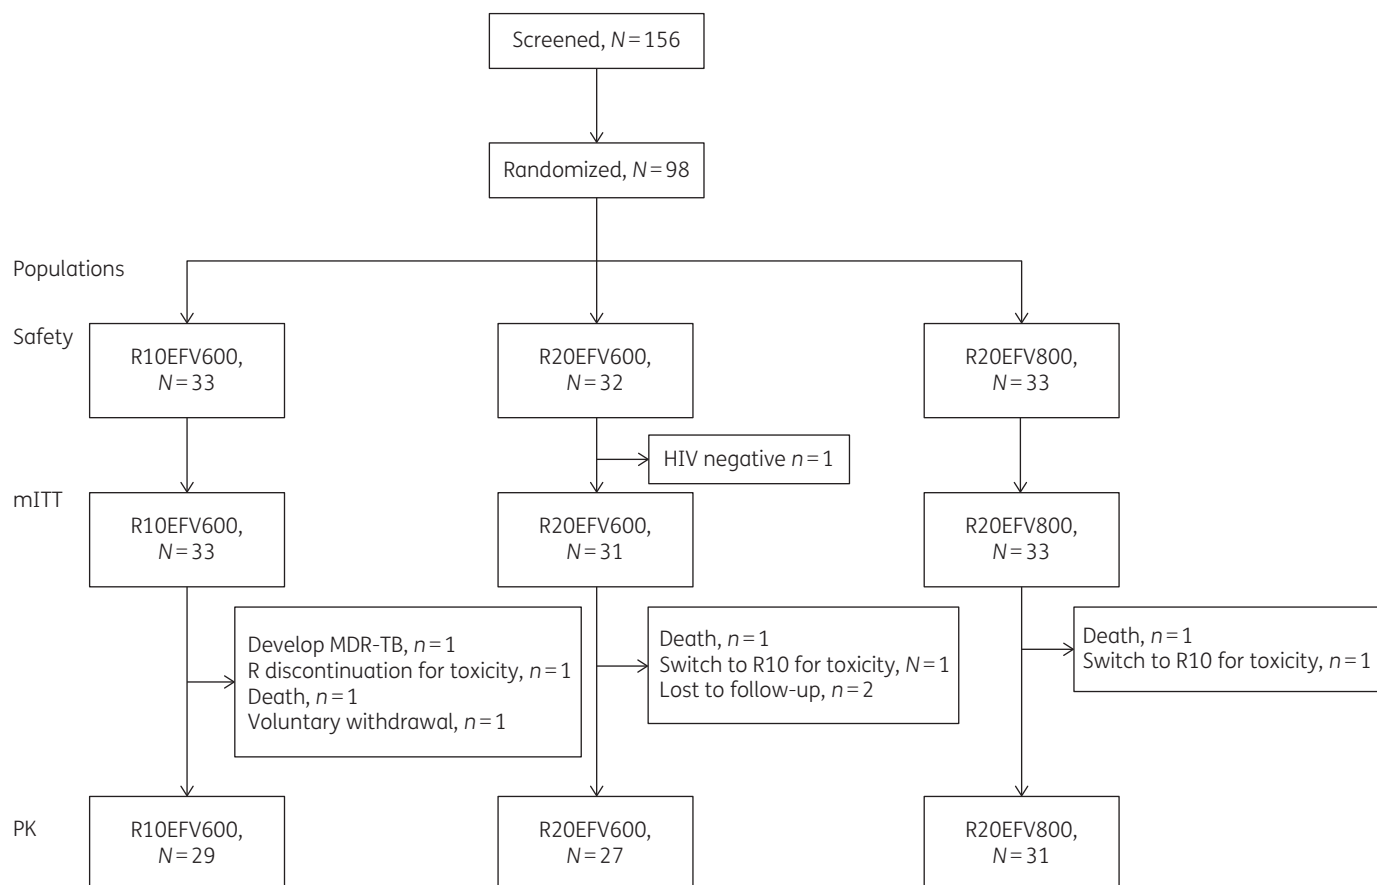 Screened, N=156
Randomized, N=98
Populations
Safety
R10EFV600,
N=33
R20EFV600,
N=32
R20EFV800,
N=33
HIV negative n=1
mITT
R10EFV600,
N=33
R20EFV600,
N=31
R20EFV800,
N=33
Develop MDR-TB, n=1
R discontinuation for toxicity, n=1
Death, n=1
Voluntary withdrawal, n=1
Death, n=1
Switch to R10 for toxicity, N=1
Lost to follow-up, n=2
Death, n=1
Switch to R10 for toxicity, n=1
PK
R10EFV600,
N=29
R20EFV600,
N=27
R20EFV800,
N=31